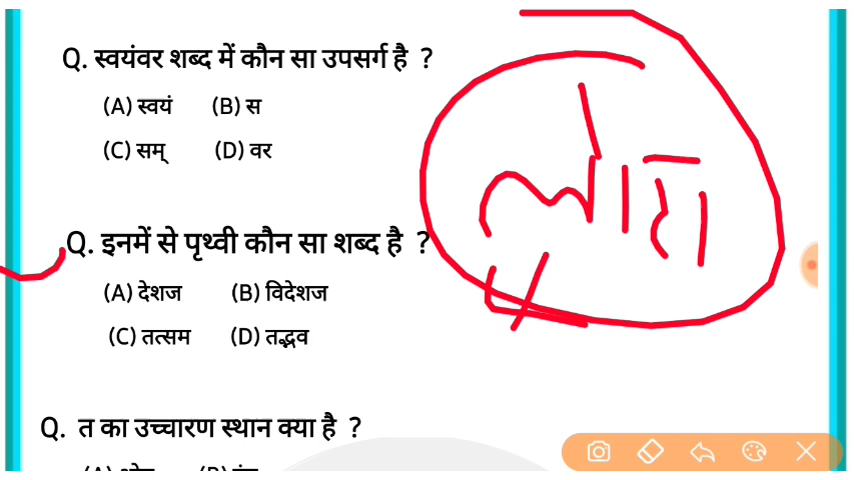 Q. स्वयंवर शब्द में कौन सा उपसर्ग है ?
(A) स्वयं (B) स
(C) सम् (D) वर
Q. इनमें से पृथ्वी कौन सा शब्द है ?
(A) देशज (B) विदेशज
(C) तत्सम (D) तद्भव
Q. त का उच्चारण स्थान क्या है ?